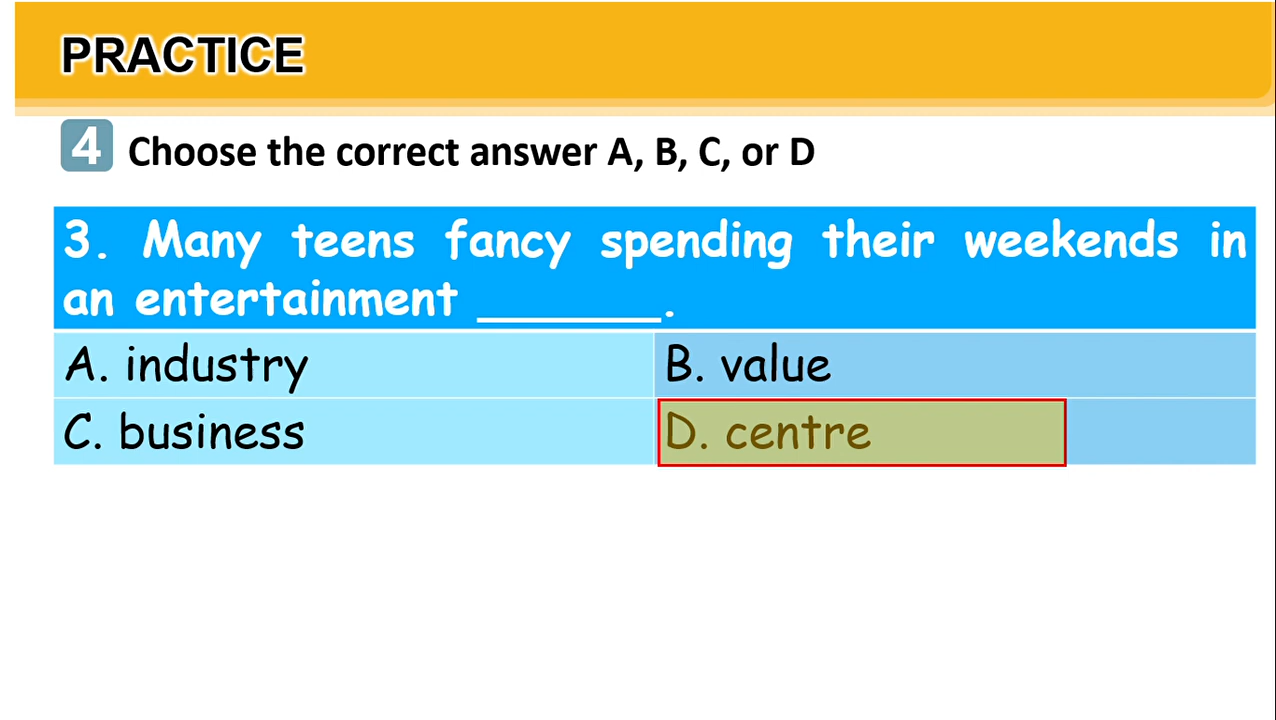 PRACTICE
4 Choose the correct answer A, B, C, or D
3. Many teens fancy spending their weekends in
an entertainment _______.
A. industry
B. value
C. business
D. centre